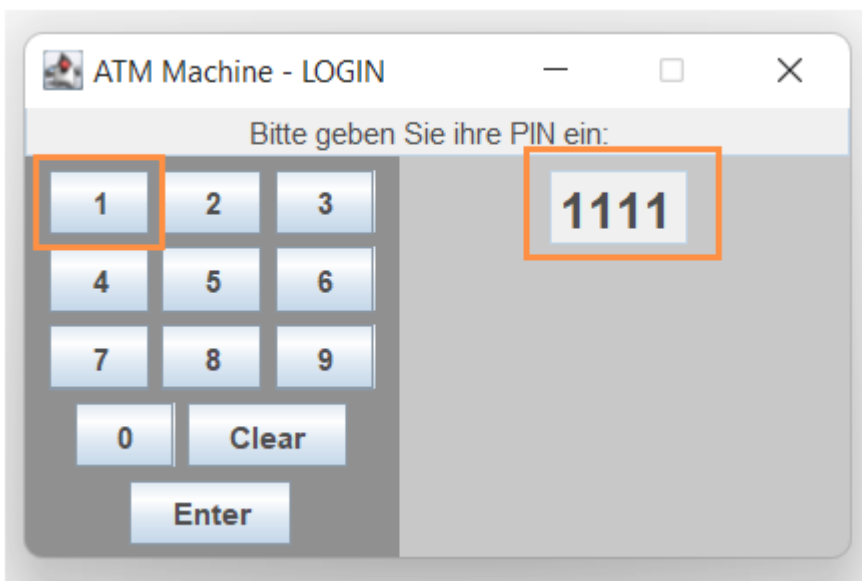 ATM Machine - LOGIN
Bitte geben Sie ihre PIN ein:
1 2 3 1111
4 5 6
7 8 9
0 Clear
Enter